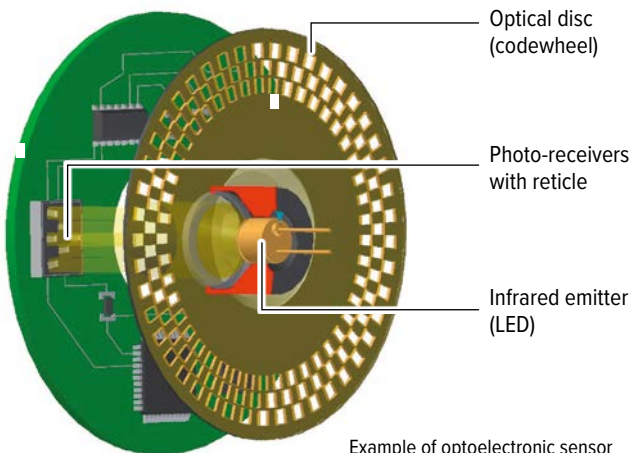 Optical disc
(codewheel)
Photo-receivers
with reticle
Infrared emitter
(LED)
Example of optoelectronic sensor